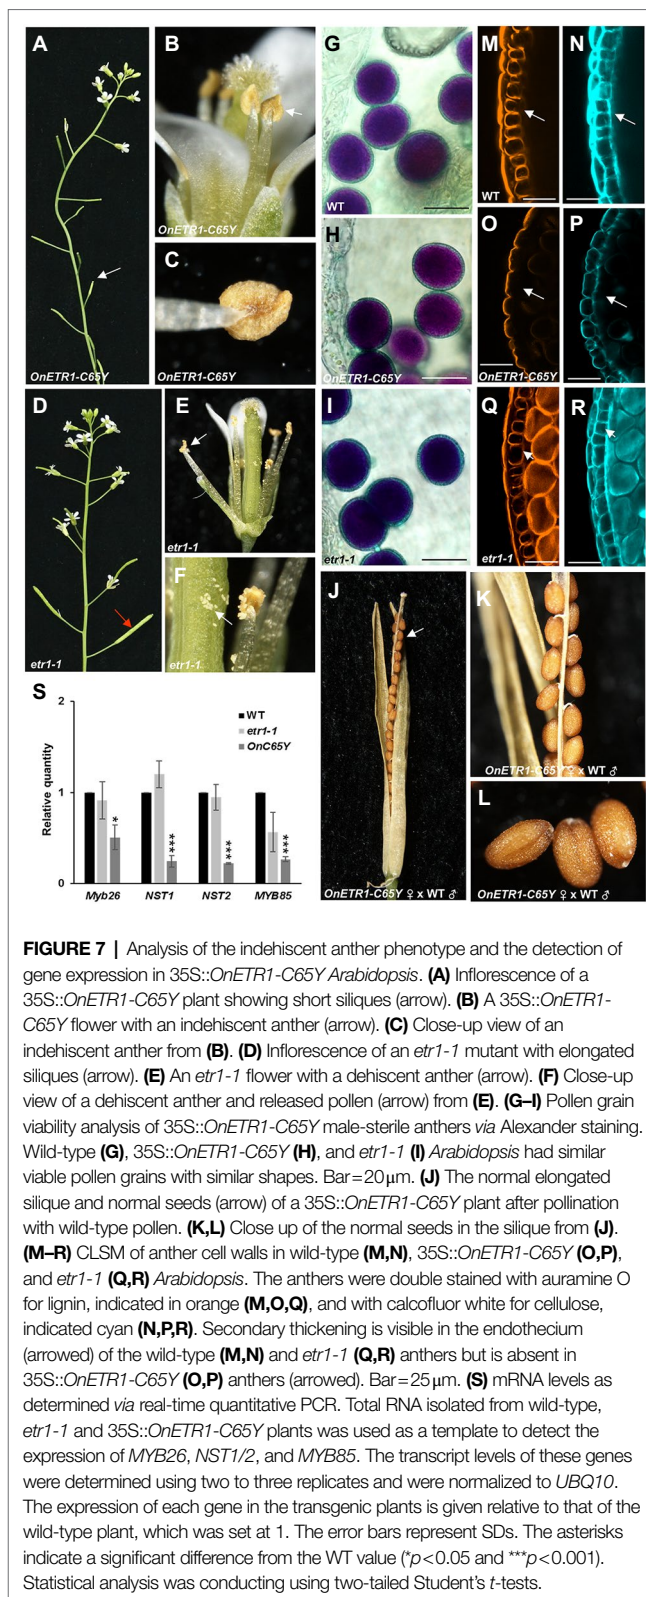 A
B
G
M
N
WT
WT
OnETR1-C65Y
C
H
O
P
OnETR1-C65Y
OnETR1-C65Y
OnETR1-C65Y
OnETR1-C65Y
D
E
I
Q
R
etr1-1
etr1-1
etr1-1
F
J
K
etr1-1
etr1-1
OnETR1-C65Y ♀ x WT ♂
L
OnETR1-C65Y ♀ x WT ♂
OnETR1-C65Y ♀ x WT ♂
S
2
1
0
Relative quantity
WT
etr1-1
OnC65Y
*
***
***
***
Myb26 NST1 NST2 MYB85
FIGURE 7 | Analysis of the indehiscent anther phenotype and the detection of
gene expression in 35S::OnETR1-C65Y Arabidopsis. (A) Inflorescence of a
35S::OnETR1-C65Y plant showing short siliques (arrow). (B) A 35S::OnETR1-
C65Y flower with an indehiscent anther (arrow). (C) Close-up view of an
indehiscent anther from (B). (D) Inflorescence of an etr1-1 mutant with elongated
siliques (arrow). (E) An etr1-1 flower with a dehiscent anther (arrow). (F) Close-up
view of a dehiscent anther and released pollen (arrow) from (E). (G–I) Pollen grain
viability analysis of 35S::OnETR1-C65Y male-sterile anthers via Alexander staining.
Wild-type (G), 35S::OnETR1-C65Y (H), and etr1-1 (I) Arabidopsis had similar
viable pollen grains with similar shapes. Bar=20μm. (J) The normal elongated
silique and normal seeds (arrow) of a 35S::OnETR1-C65Y plant after pollination
with wild-type pollen. (K,L) Close up of the normal seeds in the silique from (J).
(M–R) CLSM of anther cell walls in wild-type (M,N), 35S::OnETR1-C65Y (O,P),
and etr1-1 (Q,R) Arabidopsis. The anthers were double stained with auramine O
for lignin, indicated in orange (M,O,Q), and with calcofluor white for cellulose,
indicated cyan (N,P,R). Secondary thickening is visible in the endothecium
(arrowed) of the wild-type (M,N) and etr1-1 (Q,R) anthers but is absent in
35S::OnETR1-C65Y (O,P) anthers (arrowed). Bar=25μm. (S) mRNA levels as
determined via real-time quantitative PCR. Total RNA isolated from wild-type,
etr1-1 and 35S::OnETR1-C65Y plants was used as a template to detect the
expression of MYB26, NST1/2, and MYB85. The transcript levels of these genes
were determined using two to three replicates and were normalized to UBQ10.
The expression of each gene in the transgenic plants is given relative to that of the
wild-type plant, which was set at 1. The error bars represent SDs. The asterisks
indicate a significant difference from the WT value (*p<0.05 and ***p<0.001).
Statistical analysis was conducting using two-tailed Student's t-tests.